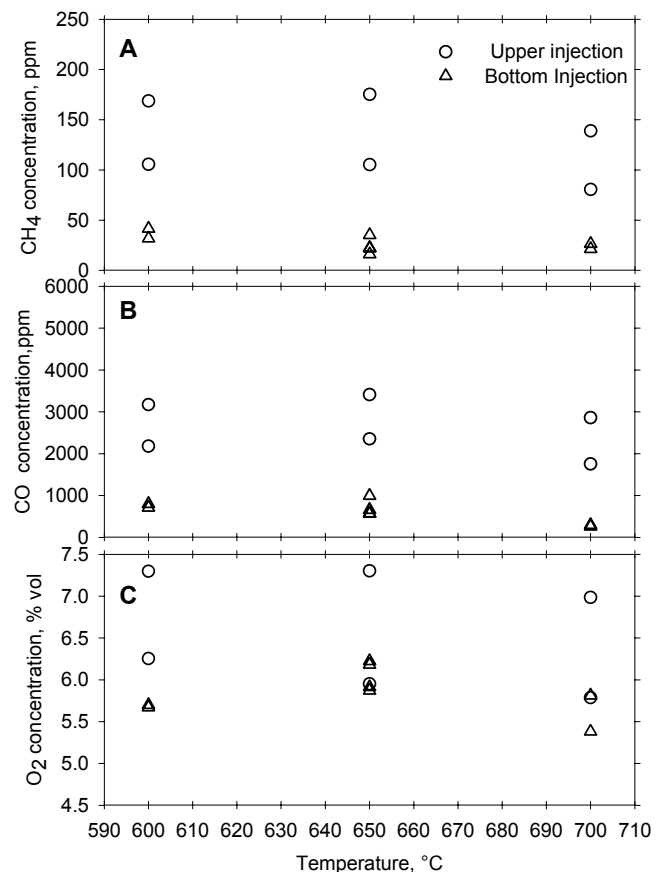 250
A
Upper injection
200
Bottom Injection
150
100
50
0
CH4 concentration, ppm
6000
B
5000
4000
3000
2000
1000
0
CO concentration,ppm
7.5
C
7.0
6.5
6.0
5.5
5.0
4.5
O2 concentration, % vol
590 600 610 620 630 640 650 660 670 680 690 700 710
Temperature, °C